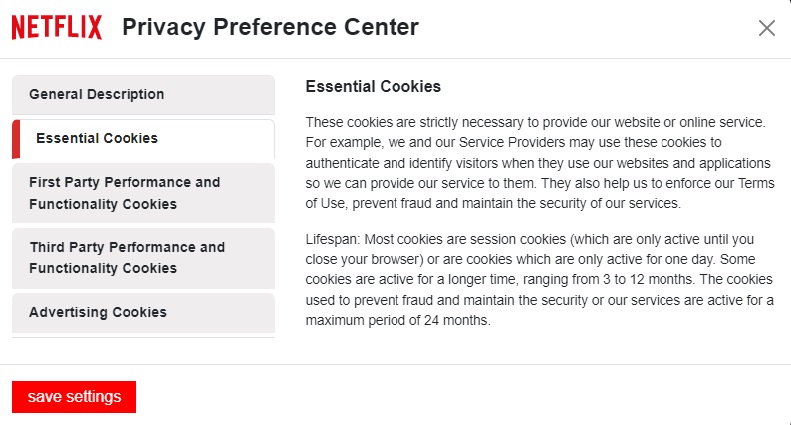 NETFLIX Privacy Preference Center
General Description
Essential Cookies
First Party Performance and
Functionality Cookies
Third Party Performance and
Functionality Cookies
Advertising Cookies
Essential Cookies
These cookies are strictly necessary to provide our website or online service.
For example, we and our Service Providers may use these cookies to
authenticate and identify visitors when they use our websites and applications
so we can provide our service to them. They also help us to enforce our Terms
of Use, prevent fraud and maintain the security of our services.
Lifespan: Most cookies are session cookies (which are only active until you
close your browser) or are cookies which are only active for one day. Some
cookies are active for a longer time, ranging from 3 to 12 months. The cookies
used to prevent fraud and maintain the security or our services are active for a
maximum period of 24 months.
save settings